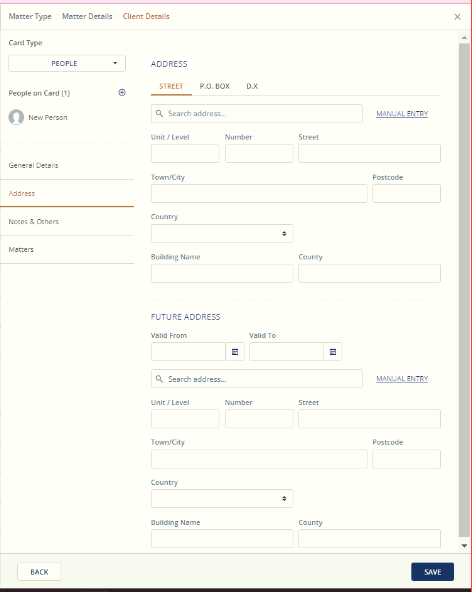 Matter Type Matter Details Client Details
Card Type
PEOPLE
People on Card (1)
New Person
General Details
Address
Notes & Others
Matters
ADDRESS
STREET P.O. BOX D.X
Search address... MANUAL ENTRY
Unit / Level Number Street
Town/City Postcode
Country
Building Name County
FUTURE ADDRESS
Valid From Valid To
Search address... MANUAL ENTRY
Unit / Level Number Street
Town/City Postcode
Country
Building Name County
BACK SAVE